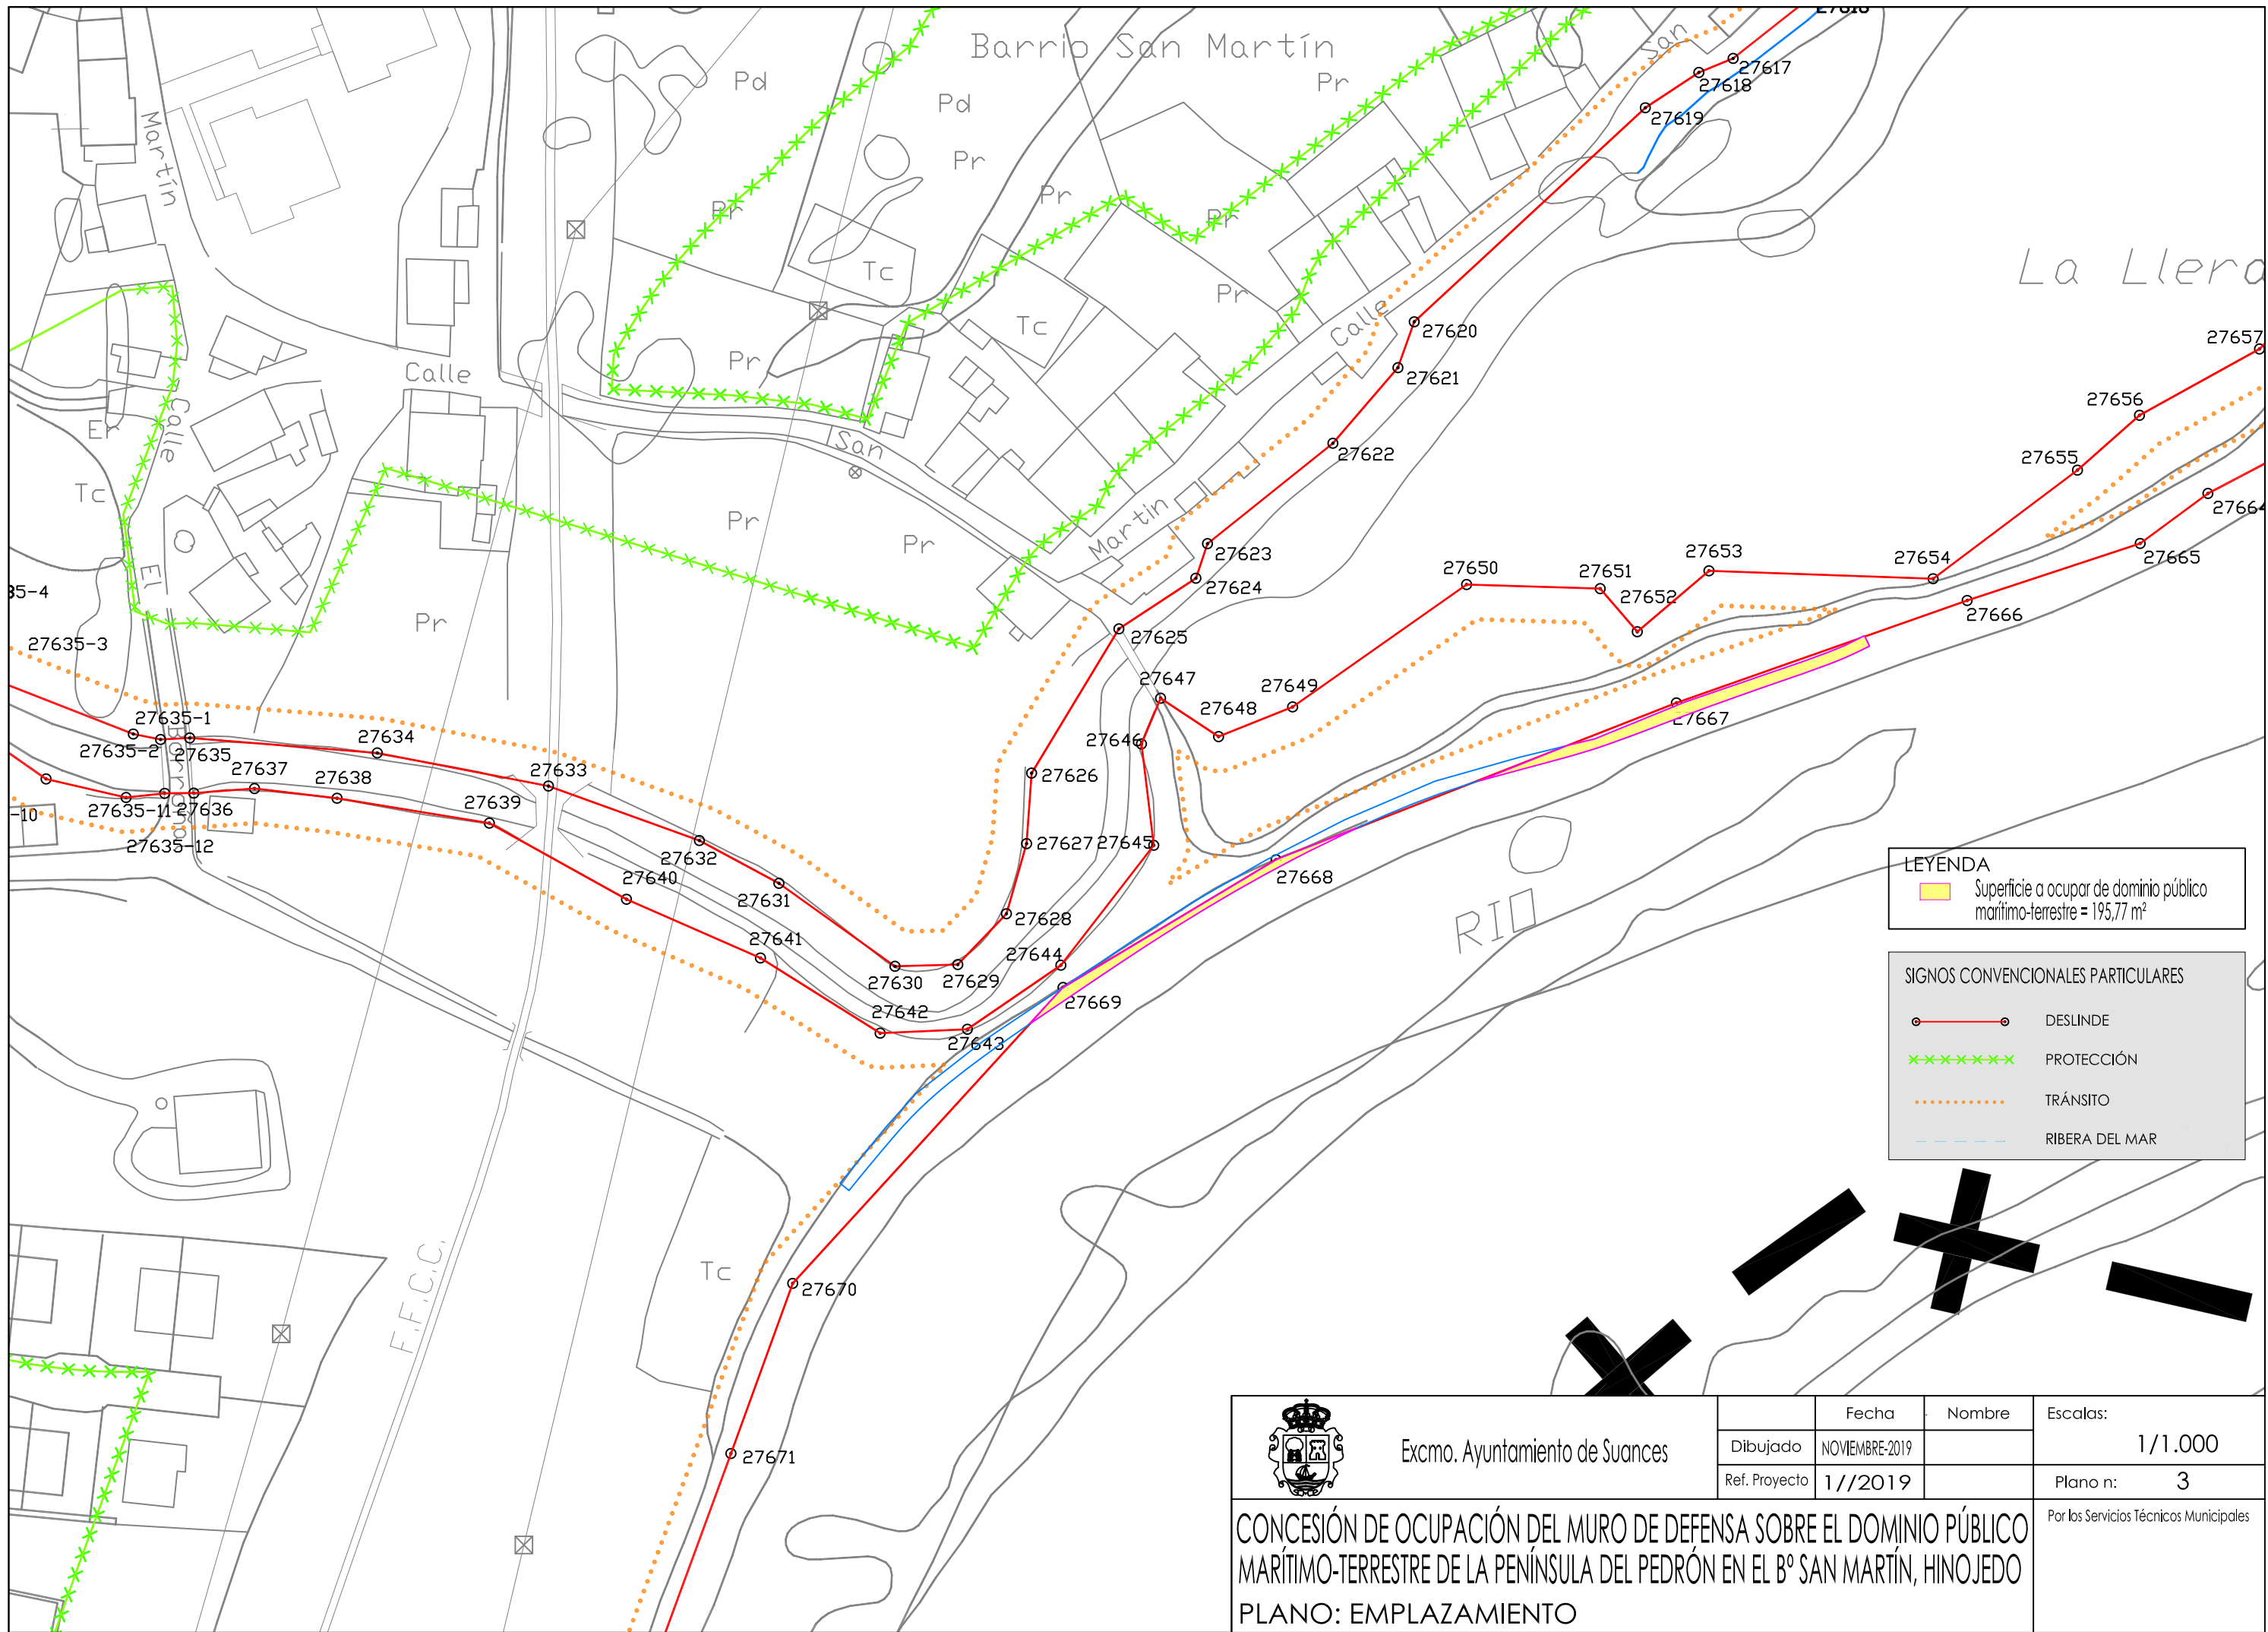 27616
Barrio San Martín
San
27617
27618
27619
Pd
Pd
Pr
Pr
Pr
Pr
Pr
Martín
La Llera
Tc
Pr
Tc
Calle
27620
27621
27657
27656
Pr
Calle
Calle
Er
San
27622
27655
Tc
Pr
Pr
Martin
27664
27623
27624
27650
27651
27652
27653
27654
27665
27666
El
35-4
Pr
27625
27635-3
27647
27649
27648
27667
27635-1
27635-2
27635
27634
Borrono
27646
27633
27626
27637
27638
27639
-10
27635-11
27636
27635-12
27632
27627
27645
27668
27640
27631
27628
RIO
27641
27630
27629
27644
27669
27642
27643
LEYENDA
Superficie a ocupar de dominio público
marítimo-terrestre = 195,77 m²
SIGNOS CONVENCIONALES PARTICULARES
DESLINDE
PROTECCIÓN
TRÁNSITO
RIBERA DEL MAR
F.F.C.C.
Tc
27670
27671
Excmo. Ayuntamiento de Suances
Fecha
Nombre
Dibujado
NOVIEMBRE-2019
Ref. Proyecto
1//2019
Escalas:
1/1.000
Plano n:
3
Por los Servicios Técnicos Municipales
CONCESIÓN DE OCUPACIÓN DEL MURO DE DEFENSA SOBRE EL DOMINIO PÚBLICO
MARÍTIMO-TERRESTRE DE LA PENÍNSULA DEL PEDRÓN EN EL Bº SAN MARTÍN, HINOJEDO
PLANO: EMPLAZAMIENTO